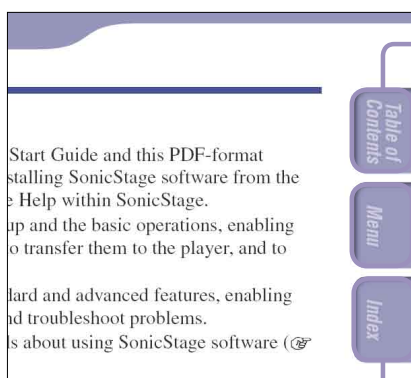 Start Guide and this PDF-format
stalling SonicStage software from the
e Help within SonicStage.
up and the basic operations, enabling
o transfer them to the player, and to
dard and advanced features, enabling
nd troubleshoot problems.
ls about using SonicStage software (☞
Table of
Contents
Menu
Index